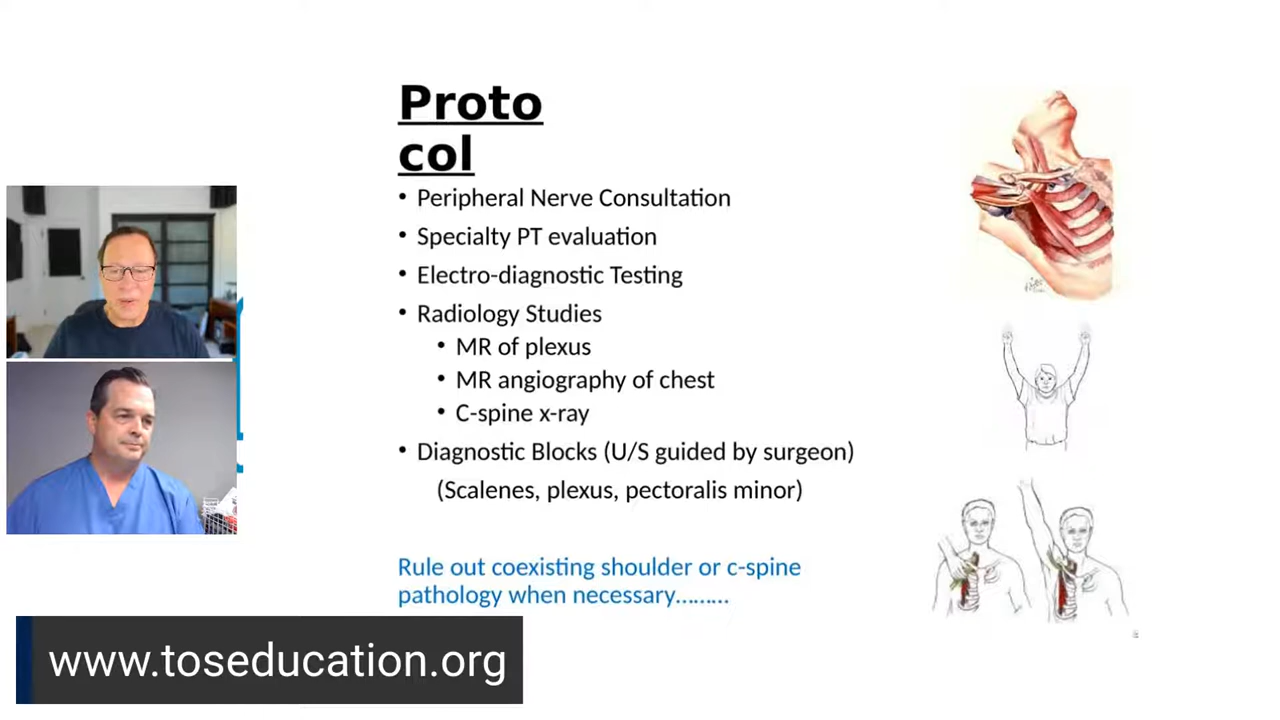 Proto
col
• Peripheral Nerve Consultation
• Specialty PT evaluation
• Electro-diagnostic Testing
• Radiology Studies
• MR of plexus
• MR angiography of chest
• C-spine x-ray
• Diagnostic Blocks (U/S guided by surgeon)
(Scalenes, plexus, pectoralis minor)
Rule out coexisting shoulder or c-spine
pathology when necessary………
www.toseducation.org